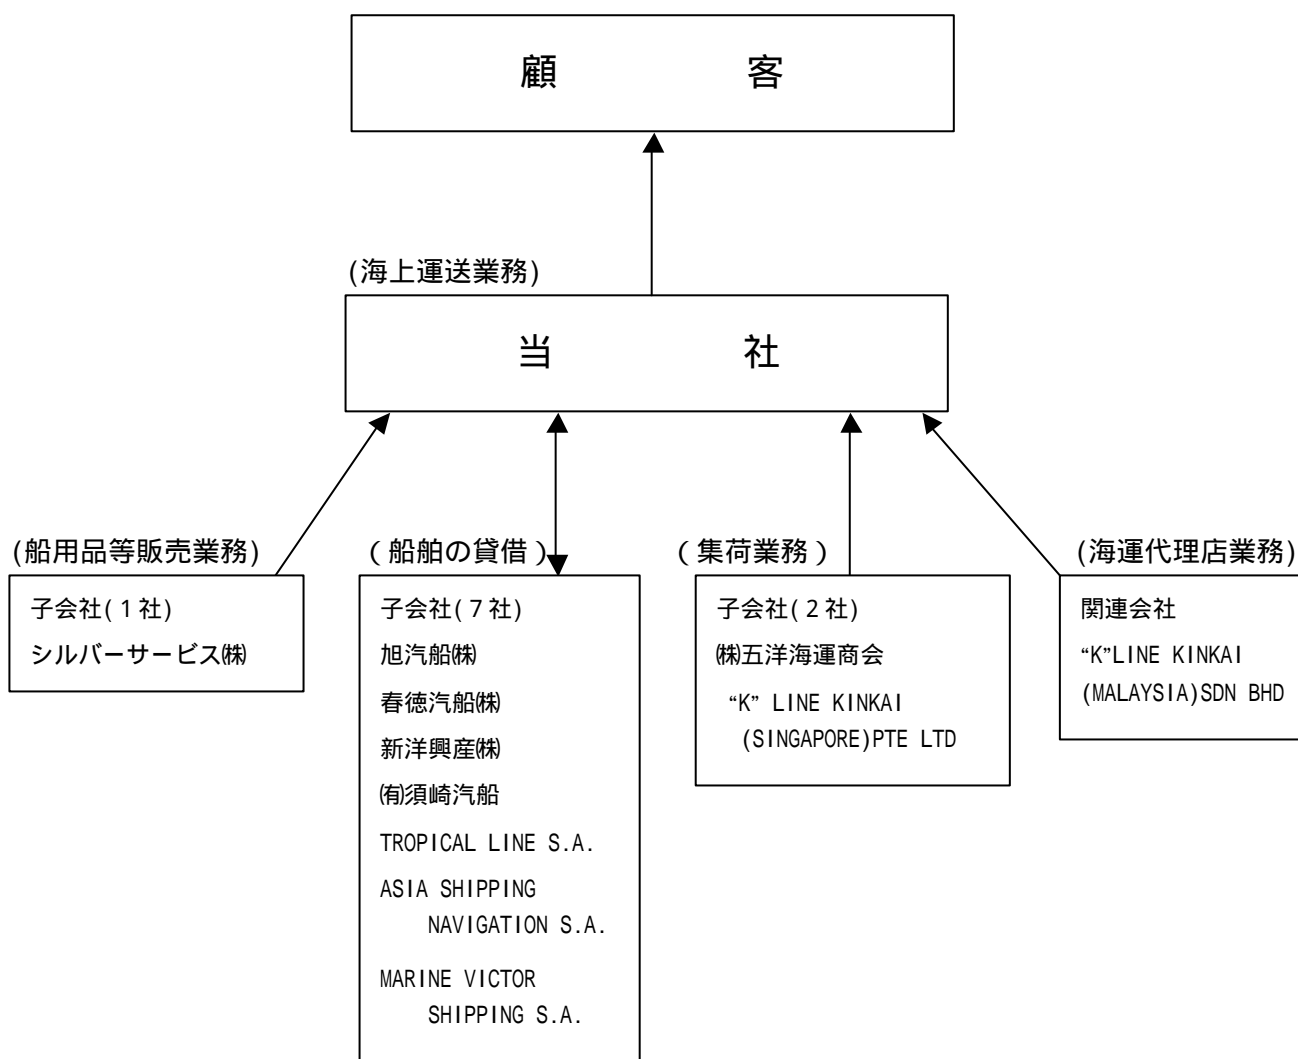 顧 客
(海上運送業務)
当 社
(船用品等販売業務)
子会社(1社)
シルバーサービス㈱
(船舶の貸借)
子会社(7社)
旭汽船㈱
春徳汽船㈱
新洋興産㈱
㈲須崎汽船
TROPICAL LINE S.A.
ASIA SHIPPING
NAVIGATION S.A.
MARINE VICTOR
SHIPPING S.A.
(集荷業務)
子会社(2社)
㈱五洋海運商会
“K” LINE KINKAI
(SINGAPORE)PTE LTD
(海運代理店業務)
関連会社
“K”LINE KINKAI
(MALAYSIA)SDN BHD